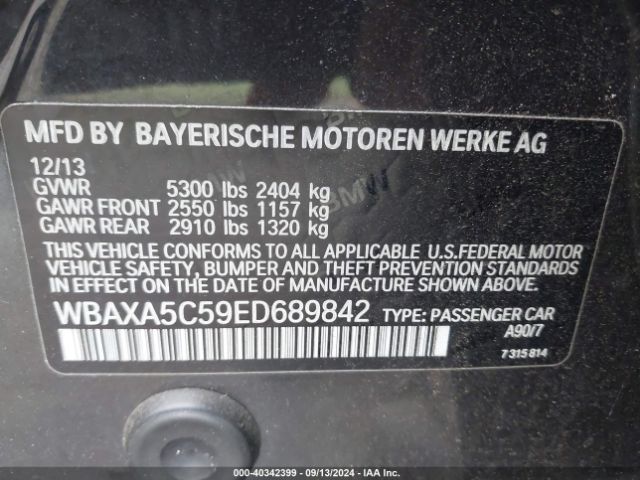 MFD BY BAYERISCHE MOTOREN WERKE AG
12/13
GVWR 5300 lbs 2404 kg
GAWR FRONT 2550 lbs 1157 kg
GAWR REAR 2910 lbs 1320 kg
THIS VEHICLE CONFORMS TO ALL APPLICABLE U.S.FEDERAL MOTOR
VEHICLE SAFETY, BUMPER AND THEFT PREVENTION STANDARDS
IN EFFECT ON THE DATE OF MANUFACTURE SHOWN ABOVE.
WBAXA5C59ED689842 TYPE: PASSENGER CAR
A90/7
7 315 814
000-40342399 - 09/13/2024 - IAA Inc.